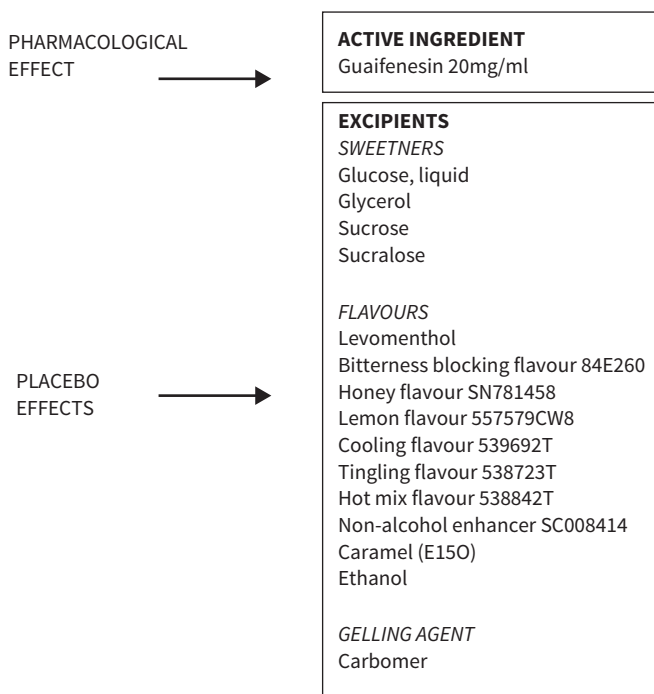 PHARMACOLOGICAL
EFFECT
ACTIVE INGREDIENT
Guaifenesin 20mg/ml
EXCIPIENTS
SWEETNERS
Glucose, liquid
Glycerol
Sucrose
Sucralose
FLAVOURS
Levomenthol
Bitterness blocking flavour 84E260
Honey flavour SN781458
Lemon flavour 557579CW8
Cooling flavour 539692T
Tingling flavour 538723T
Hot mix flavour 538842T
Non-alcohol enhancer SC008414
Caramel (E15O)
Ethanol
PLACEBO
EFFECTS
GELLING AGENT
Carbomer